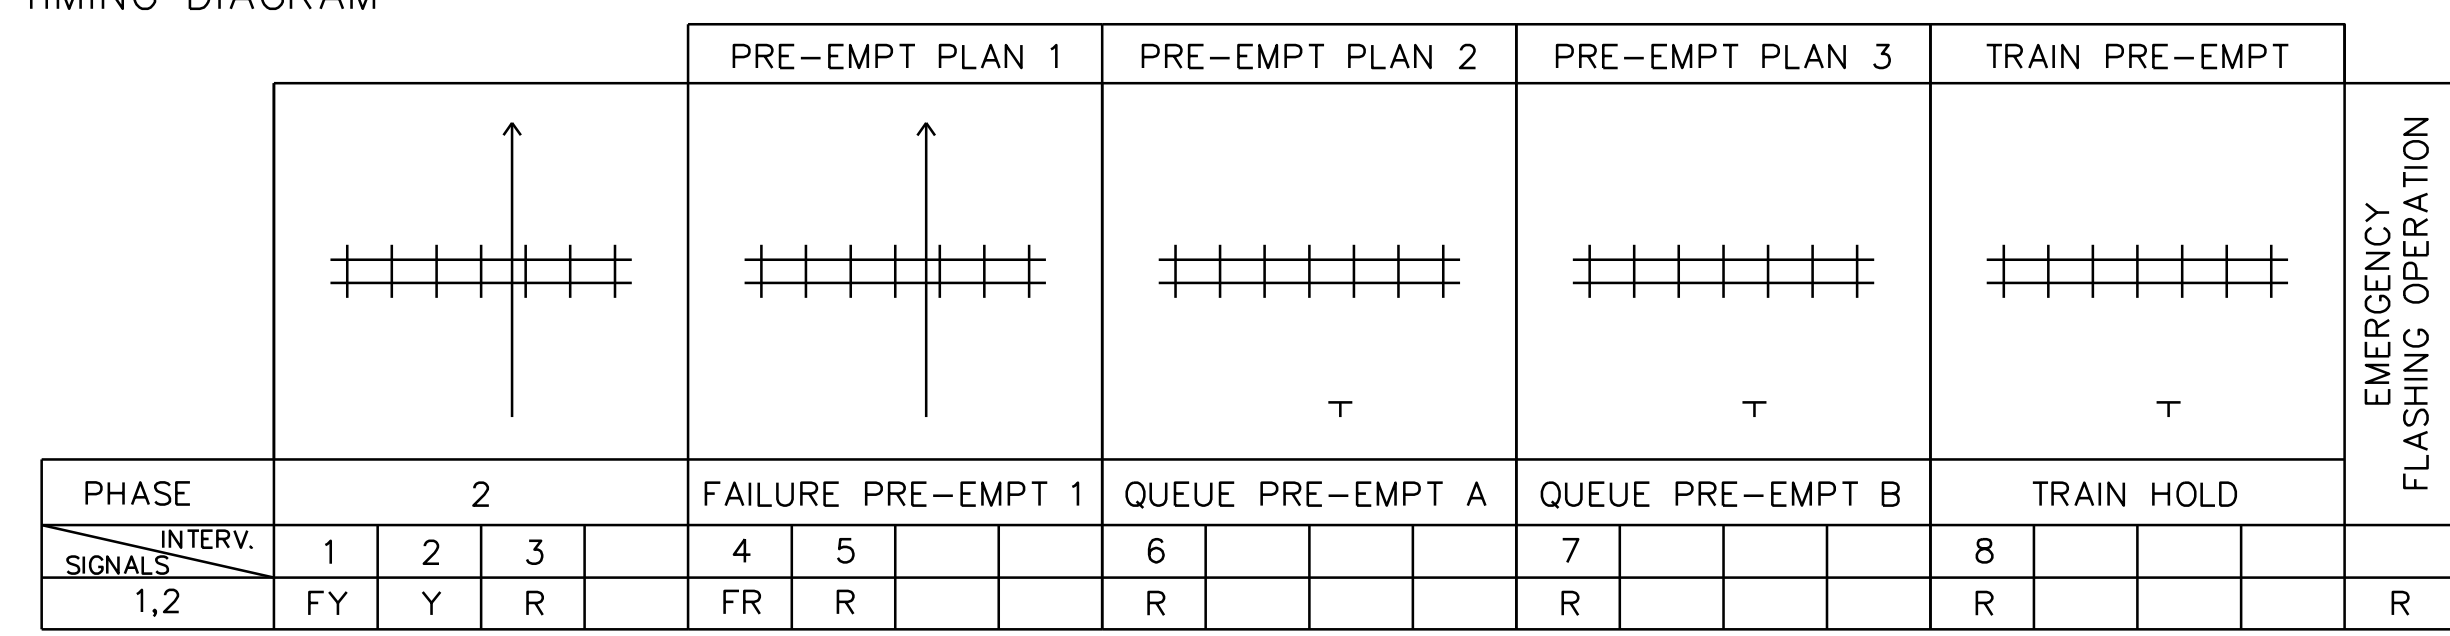 TIMING DIAGRAM
PRE-EMPT PLAN 1 PRE-EMPT PLAN 2 PRE-EMPT PLAN 3 TRAIN PRE-EMPT
EMERGENCY
FLASHING OPERATION
PHASE 2 FAILURE PRE-EMPT 1 QUEUE PRE-EMPT A QUEUE PRE-EMPT B TRAIN HOLD
INTERV.
SIGNALS
1 2 3 4 5 6 7 8
1,2 FY Y R FR R R R R R